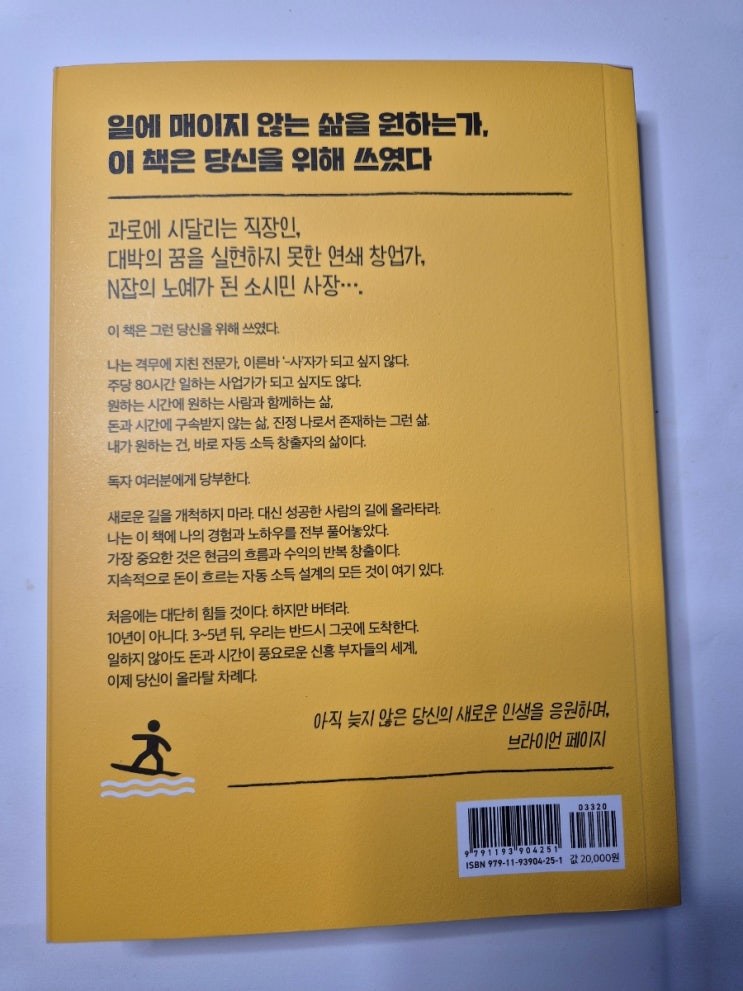 일에 매이지 않는 삶을 원하는가,
이 책은 당신을 위해 쓰였다
과로에 시달리는 직장인,
대박의 꿈을 실현하지 못한 연쇄 창업가,
N잡의 노예가 된 소시민 사장….
이 책은 그런 당신을 위해 쓰였다.
나는 격무에 지친 전문가, 이른바 '-사'자가 되고 싶지 않다.
주당 80시간 일하는 사업가가 되고 싶지도 않다.
원하는 시간에 원하는 사람과 함께하는 삶,
돈과 시간에 구속받지 않는 삶, 진정 나로서 존재하는 그런 삶.
내가 원하는 건, 바로 자동 소득 창출자의 삶이다.
독자 여러분에게 당부한다.
새로운 길을 개척하지 마라. 대신 성공한 사람의 길에 올라타라.
나는 이 책에 나의 경험과 노하우를 전부 풀어놓았다.
가장 중요한 것은 현금의 흐름과 수익의 반복 창출이다.
지속적으로 돈이 흐르는 자동 소득 설계의 모든 것이 여기 있다.
처음에는 대단히 힘들 것이다. 하지만 버텨라.
10년이 아니다. 3~5년 뒤, 우리는 반드시 그곳에 도착한다.
일하지 않아도 돈과 시간이 풍요로운 신흥 부자들의 세계,
이제 당신이 올라탈 차례다.
아직 늦지 않은 당신의 새로운 인생을 응원하며,
브라이언 페이지
03320
9 791193 904251
ISBN 979-11-93904-25-1 값 20,000원